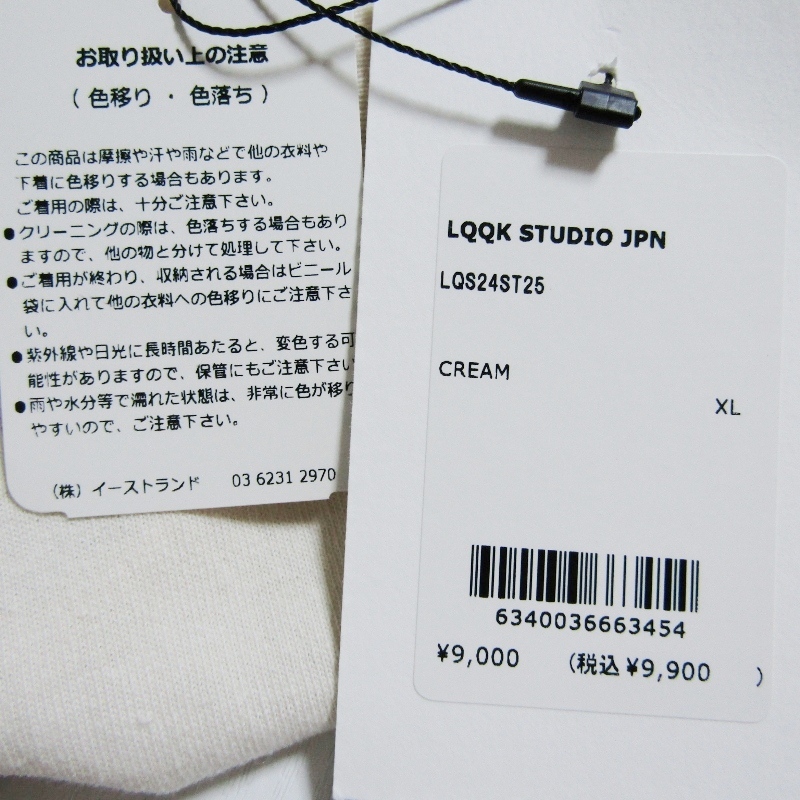 お取り扱い上の注意
（ 色移り ・ 色落ち ）
この商品は摩擦や汗や雨などで他の衣料や
下着に色移りする場合もあります。
ご着用の際は、十分ご注意下さい。
●クリーニングの際は、色落ちする場合もあり
ますので、他の物と分けて処理して下さい。
●ご着用が終わり、収納される場合はビニール
袋に入れて他の衣料への色移りにご注意下さ
い。
●紫外線や日光に長時間あたると、変色する可
能性がありますので、保管にもご注意下さい
●雨や水分等で濡れた状態は、非常に色が移り
やすいので、ご注意下さい。
（株）イーストランド 03 6231 2970
LQQK STUDIO JPN
LQS24ST25
CREAM
XL
6340036663454
¥9,000 （税込 ¥9,900 ）